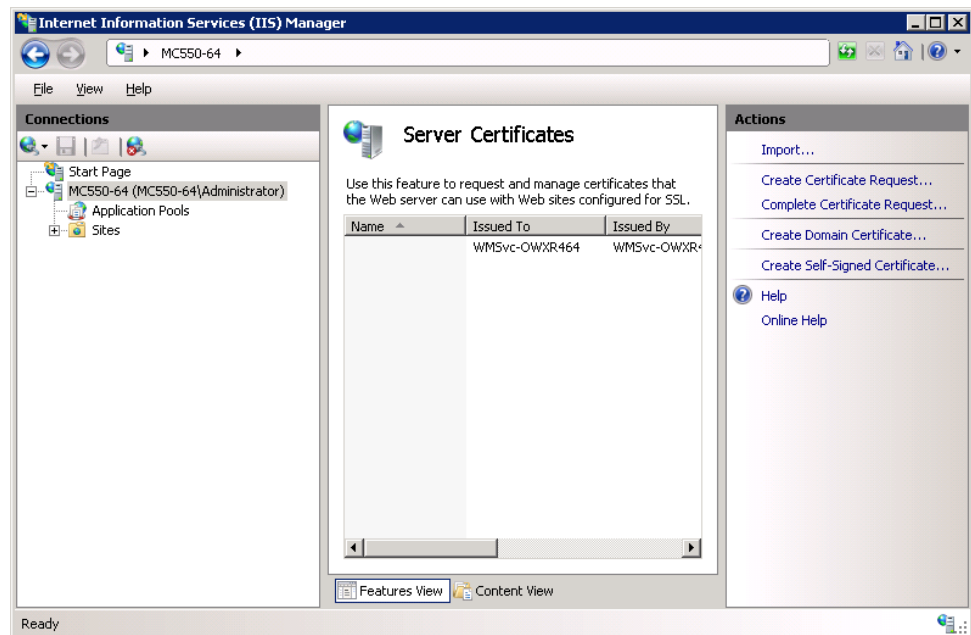 Internet Information Services (IIS) Manager
MC550-64
File View Help
Connections
Start Page
MC550-64 (MC550-64\Administrator)
Application Pools
Sites
Server Certificates
Use this feature to request and manage certificates that
the Web server can use with Web sites configured for SSL.
Name Issued To Issued By
WMSvc-OWXR464 WMSvc-OWXR4
Features View Content View
Actions
Import...
Create Certificate Request...
Complete Certificate Request...
Create Domain Certificate...
Create Self-Signed Certificate...
Help
Online Help
Ready